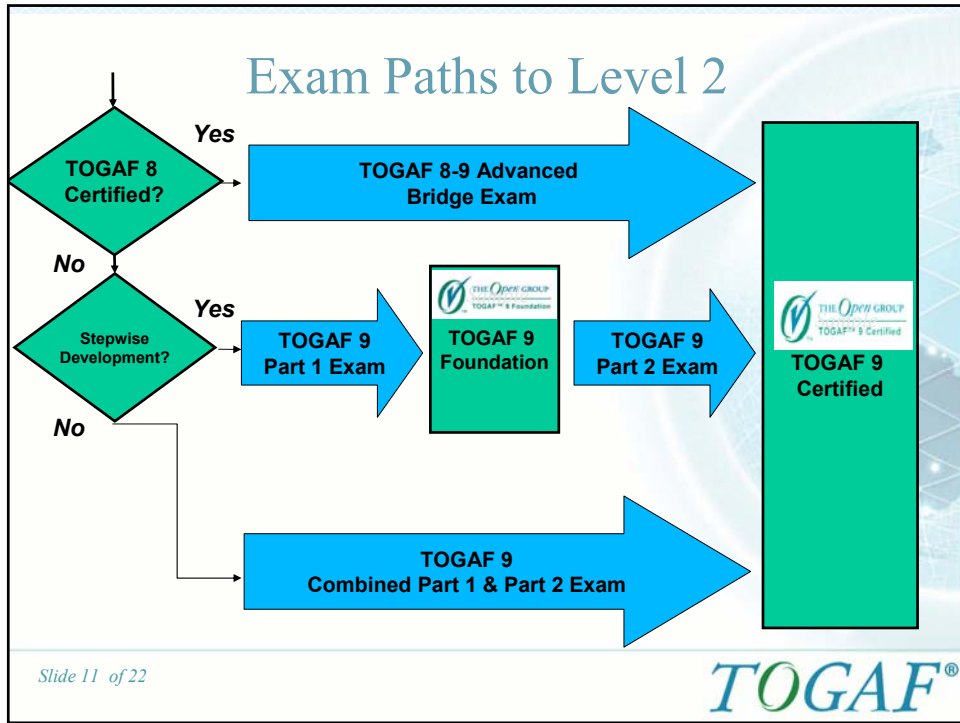 Exam Paths to Level 2
Yes
TOGAF 8
Certified?
TOGAF 8-9 Advanced
Bridge Exam
No
Yes
Stepwise
Development?
TOGAF 9
Part 1 Exam
THE Open GROUP
TOGAF™ 9 Foundation
TOGAF 9
Foundation
TOGAF 9
Part 2 Exam
THE Open GROUP
TOGAF™ 9 Certified
TOGAF 9
Certified
No
TOGAF 9
Combined Part 1 & Part 2 Exam
Slide 11 of 22
TOGAF®